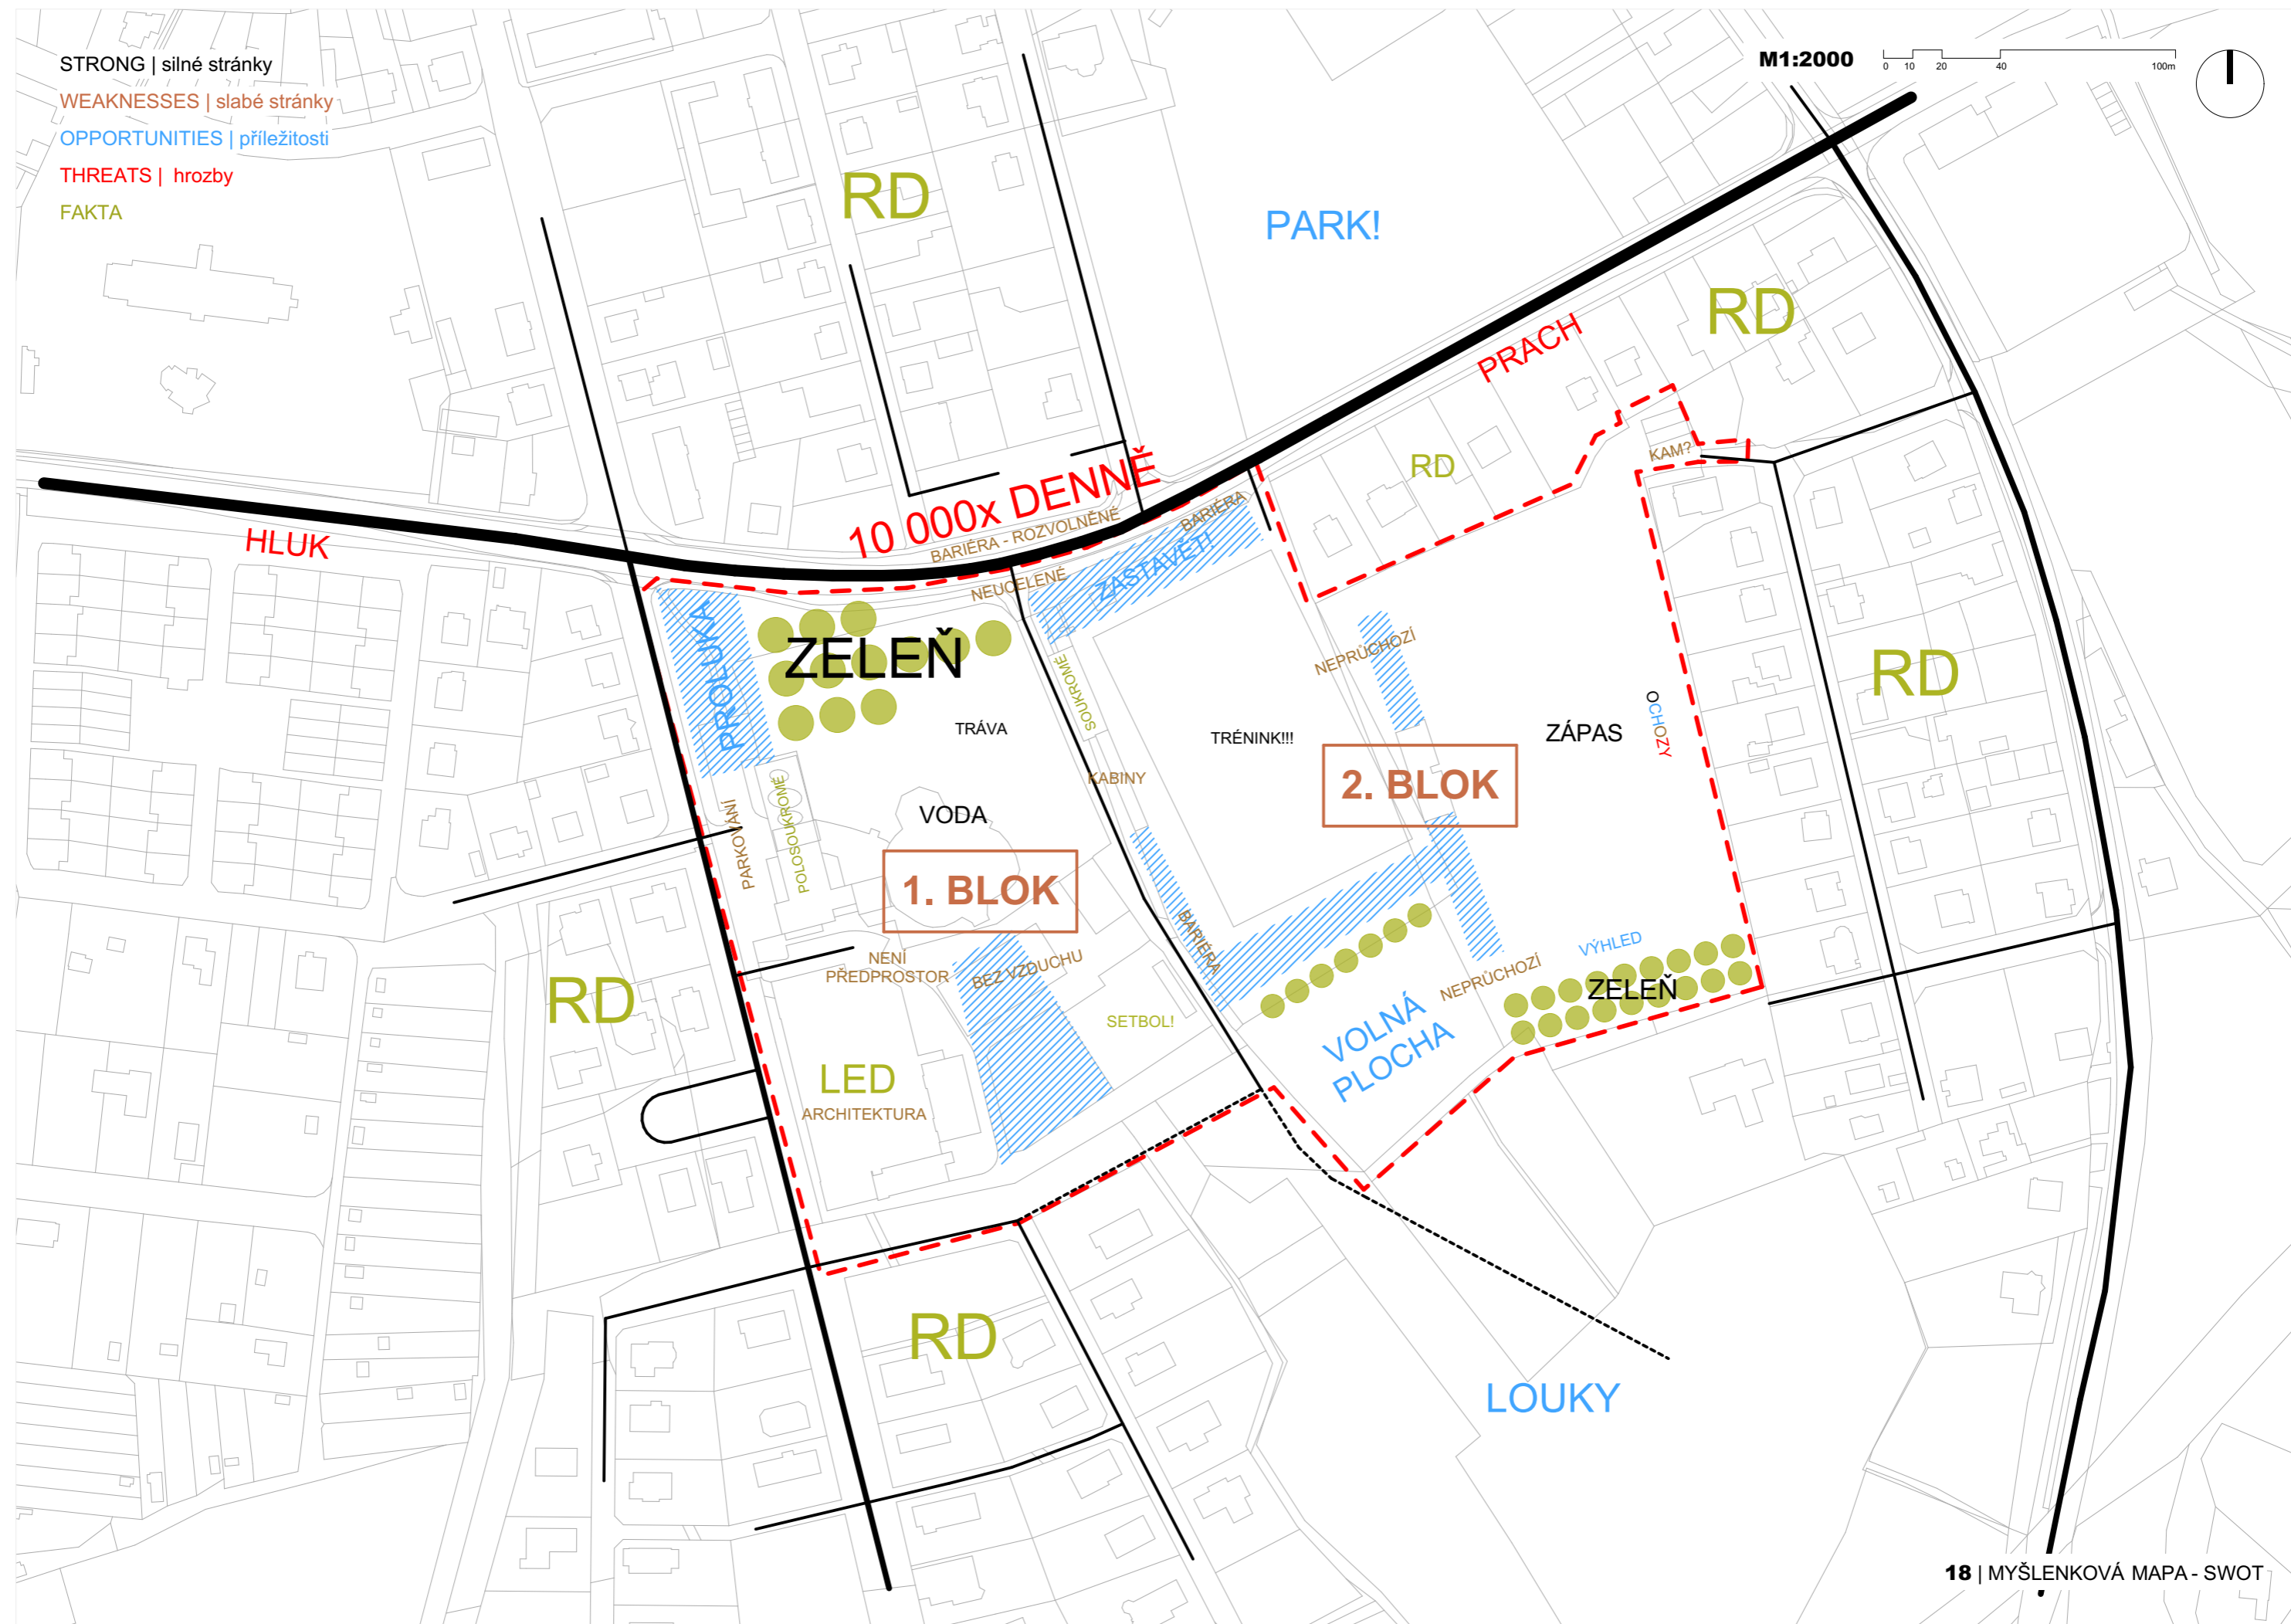 STRONG | silné stránky
WEAKNESSES | slabé stránky
OPPORTUNITIES | příležitosti
THREATS | hrozby
FAKTA
M1:2000
0 10 20 40 100m
RD
PARK!
RD
PRACH
KAM?
RD
10 000x DENNĚ
BARIÉRA - ROZVOLNĚNÉ
BARIÉRA
HLUK
NEUCELENÉ
ZASTAVĚT!
PROLUKA
ZELEŇ
SOUKROMÉ
NEPRŮCHOZÍ
RD
TRÁVA
TRÉNINK!!!
ZÁPAS
OCHOZY
KABINY
2. BLOK
PARKOVÁNÍ
POLOSOUKROMÉ
VODA
1. BLOK
BARIÉRA
NENÍ
PŘEDPROSTOR
BEZ VZDUCHU
VÝHLED
NEPRŮCHOZÍ
ZELEŇ
RD
SETBOL!
VOLNÁ
PLOCHA
LED
ARCHITEKTURA
RD
LOUKY
18 | MYŠLENKOVÁ MAPA - SWOT